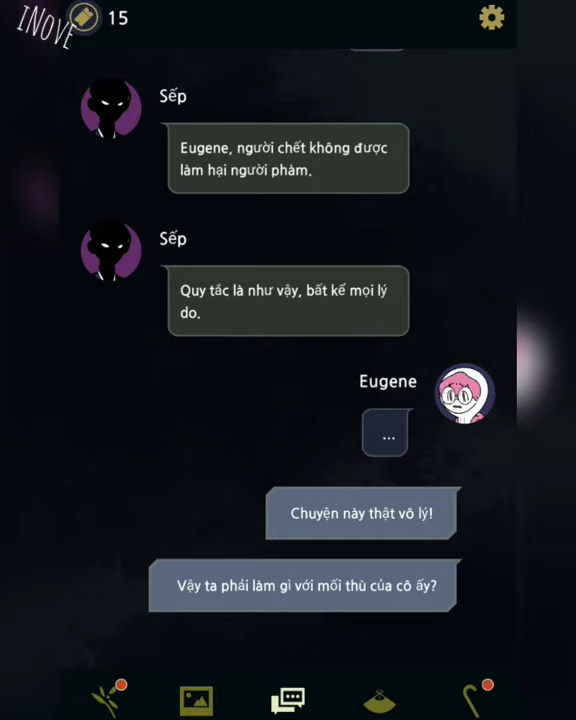 INOVE
15
Sếp
Eugene, người chết không được
làm hại người phàm.
Sếp
Quy tắc là như vậy, bất kể mọi lý
do.
Eugene
...
Chuyện này thật vô lý!
Vậy ta phải làm gì với mối thù của cô ấy?